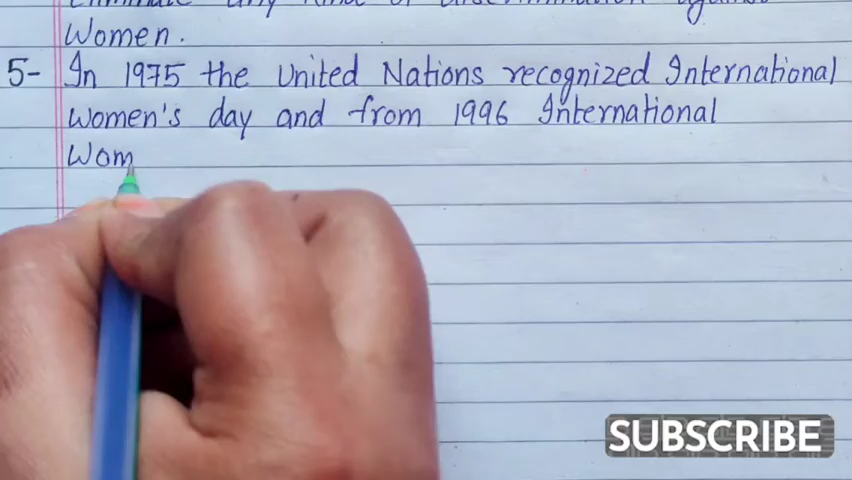 Women.
5- In 1975 the United Nations recognized International
Women's day and from 1996 International
Wom
SUBSCRIBE